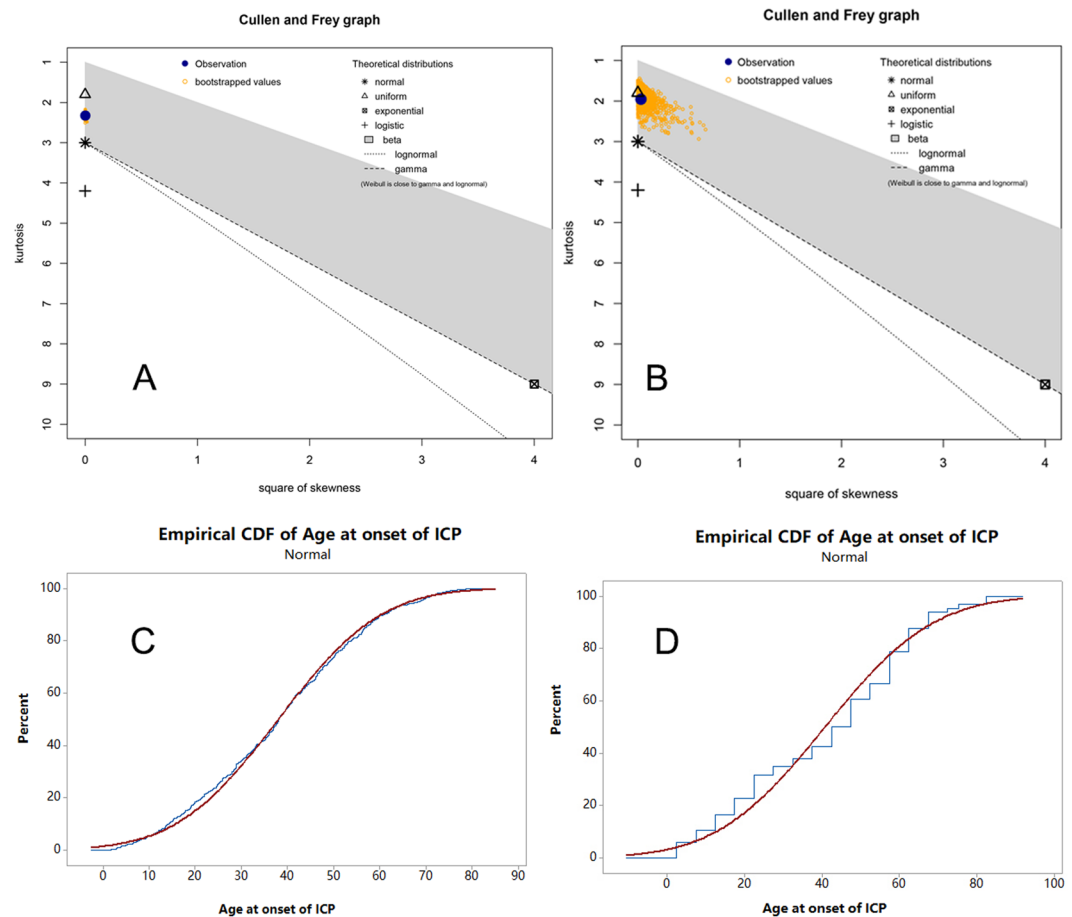 Cullen and Frey graph
Observation
bootstrapped values
Theoretical distributions
normal
uniform
exponential
logistic
beta
lognormal
gamma
(Weibull is close to gamma and lognormal)
kurtosis
1
2
3
4
5
6
7
8
9
10
A
0
1
2
3
4
square of skewness
Cullen and Frey graph
Observation
bootstrapped values
Theoretical distributions
normal
uniform
exponential
logistic
beta
lognormal
gamma
(Weibull is close to gamma and lognormal)
kurtosis
1
2
3
4
5
6
7
8
9
10
B
0
1
2
3
4
square of skewness
Empirical CDF of Age at onset of ICP
Normal
C
Percent
100
80
60
40
20
0
0
10
20
30
40
50
60
70
80
90
Age at onset of ICP
Empirical CDF of Age at onset of ICP
Normal
D
Percent
100
80
60
40
20
0
0
20
40
60
80
100
Age at onset of ICP